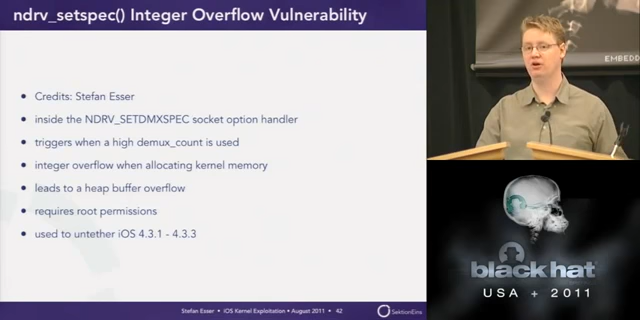 ndrv_setspec() Integer Overflow Vulnerability
• Credits: Stefan Esser
• inside the NDRV_SETDMXSPEC socket option handler
• triggers when a high demux_count is used
• integer overflow when allocating kernel memory
• leads to a heap buffer overflow
• requires root permissions
• used to untether iOS 4.3.1 - 4.3.3
Stefan Esser • iOS Kernel Exploitation • August 2011 • 42
SektionEins
EMBEDD
black hat
USA + 2011